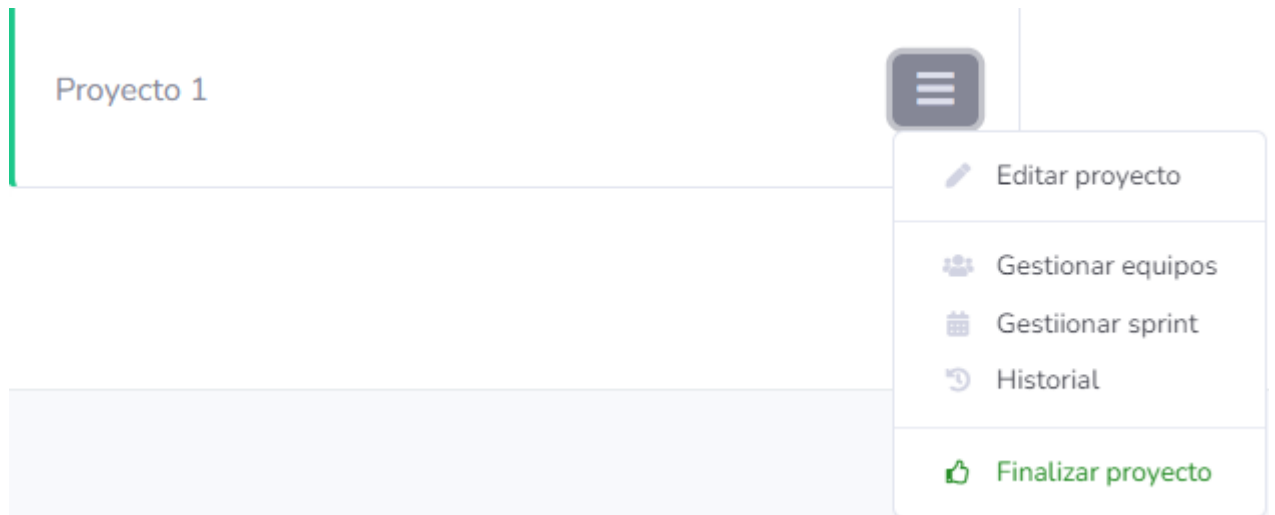 Proyecto 1
Editar proyecto
Gestionar equipos
Gestiionar sprint
Historial
Finalizar proyecto